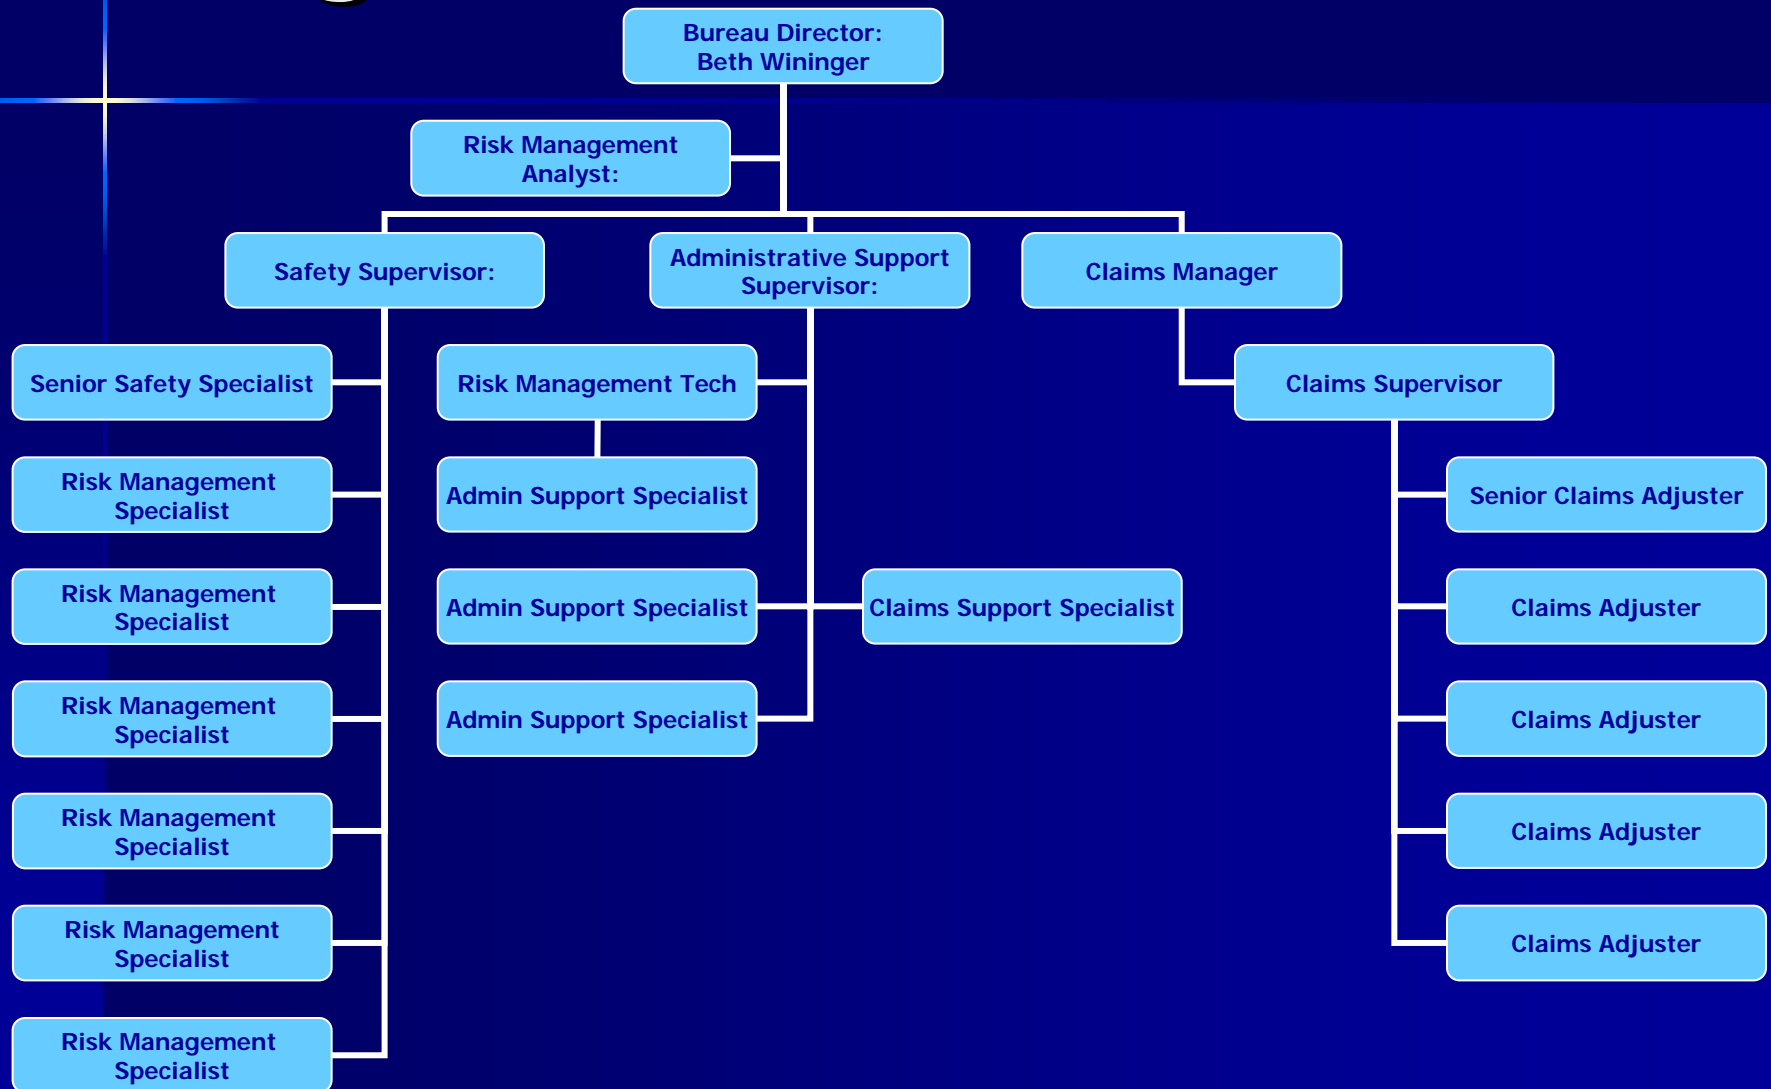 Bureau Director:
Beth Wininger
Risk Management
Analyst:
Safety Supervisor:
Administrative Support
Supervisor:
Claims Manager
Senior Safety Specialist
Risk Management Tech
Claims Supervisor
Risk Management
Specialist
Admin Support Specialist
Senior Claims Adjuster
Risk Management
Specialist
Admin Support Specialist
Claims Support Specialist
Claims Adjuster
Risk Management
Specialist
Admin Support Specialist
Claims Adjuster
Risk Management
Specialist
Claims Adjuster
Risk Management
Specialist
Claims Adjuster
Risk Management
Specialist